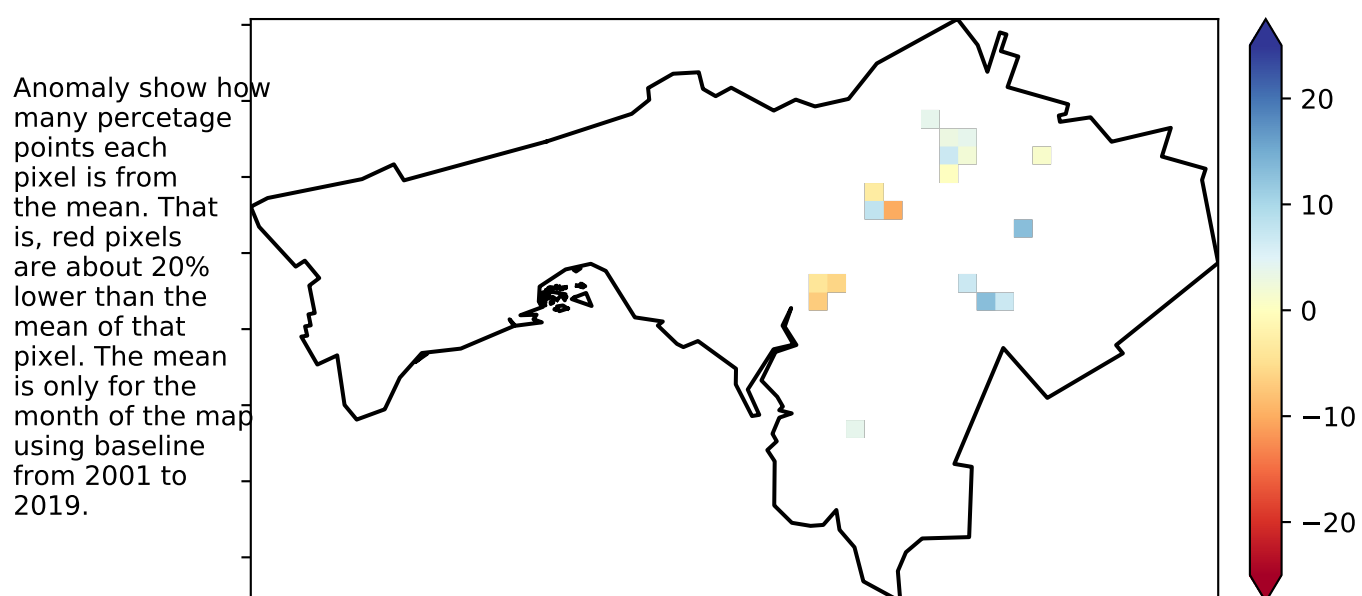 Anomaly show how
many percetage
points each
pixel is from
the mean. That
is, red pixels
are about 20%
lower than the
mean of that
pixel. The mean
is only for the
month of the map
using baseline
from 2001 to
2019.
20
10
0
−10
−20